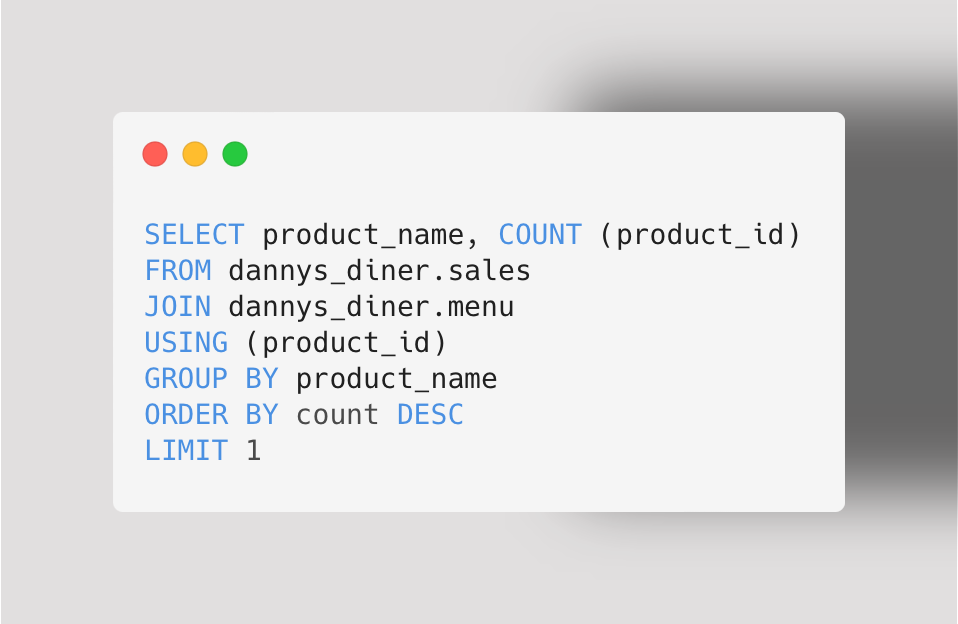 SELECT product_name, COUNT (product_id)
FROM dannys_diner.sales
JOIN dannys_diner.menu
USING (product_id)
GROUP BY product_name
ORDER BY count DESC
LIMIT 1